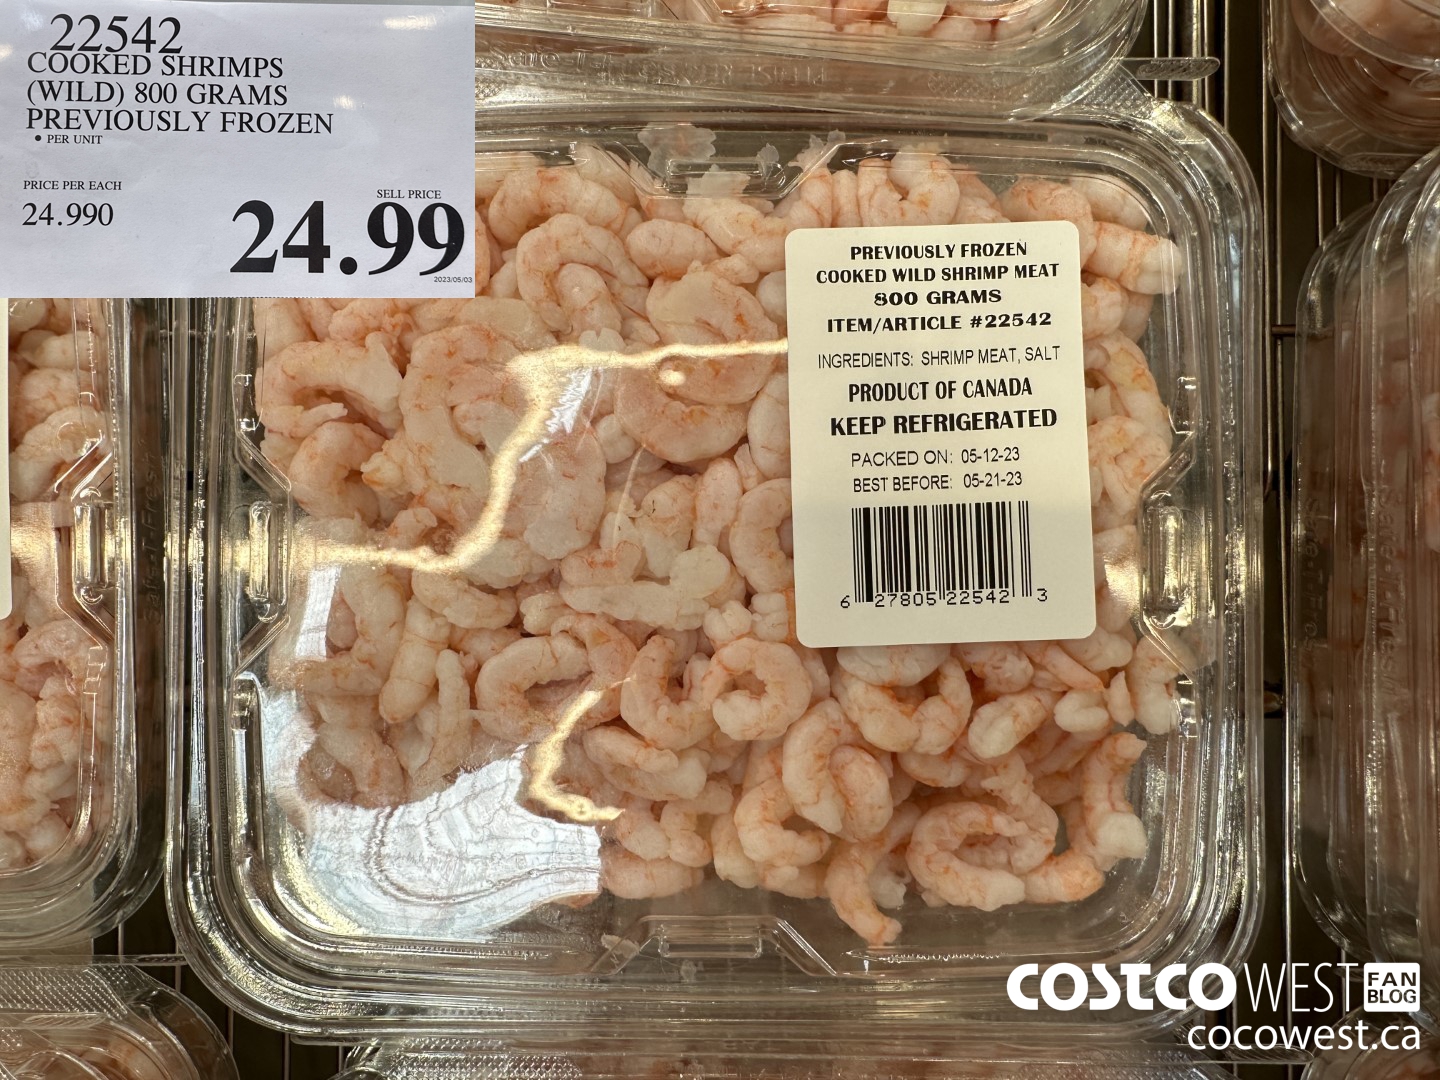 22542
COOKED SHRIMPS
(WILD) 800 GRAMS
PREVIOUSLY FROZEN
• PER UNIT
PRICE PER EACH
24.990
SELL PRICE
24.99
2023/05/03
PREVIOUSLY FROZEN
COOKED WILD SHRIMP MEAT
800 GRAMS
ITEM/ARTICLE #22542
INGREDIENTS: SHRIMP MEAT, SALT
PRODUCT OF CANADA
KEEP REFRIGERATED
PACKED ON: 05-12-23
BEST BEFORE: 05-21-23
6 27805 22542 3
COSTCO WEST FAN BLOG
cocowest.ca